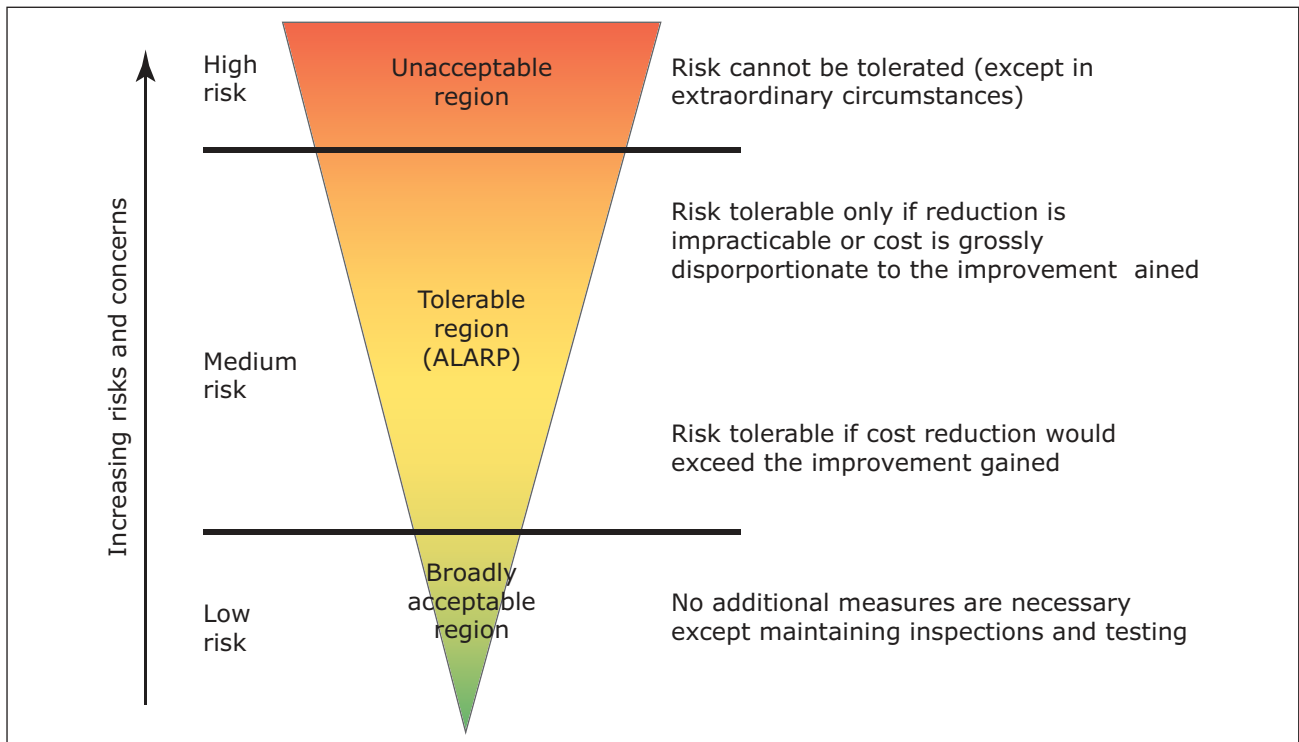 Increasing risks and concerns
High
risk
Unacceptable
region
Risk cannot be tolerated (except in
extraordinary circumstances)
Medium
risk
Tolerable
region
(ALARP)
Risk tolerable only if reduction is
impracticable or cost is grossly
disporportionate to the improvement  ained
Risk tolerable if cost reduction would
exceed the improvement gained
Low
risk
Broadly
acceptable
region
No additional measures are necessary
except maintaining inspections and testing